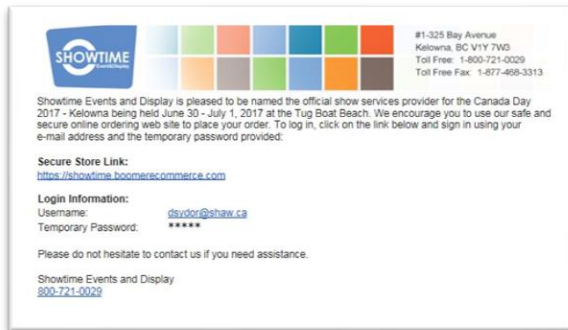 SHOWTIME
Event&Display
#1-325 Bay Avenue
Kelowna, BC V1Y 7W3
Toll Free: 1-800-721-0029
Toll Free Fax: 1-877-468-3313
Showtime Events and Display is pleased to be named the official show services provider for the Canada Day
2017 - Kelowna being held June 30 - July 1, 2017 at the Tug Boat Beach. We encourage you to use our safe and
secure online ordering web site to place your order. To log in, click on the link below and sign in using your
e-mail address and the temporary password provided:
Secure Store Link:
https://showtime.boomerecommerce.com
Login Information:
Username: dsydor@shaw.ca
Temporary Password: *****
Please do not hesitate to contact us if you need assistance.
Showtime Events and Display
800-721-0029